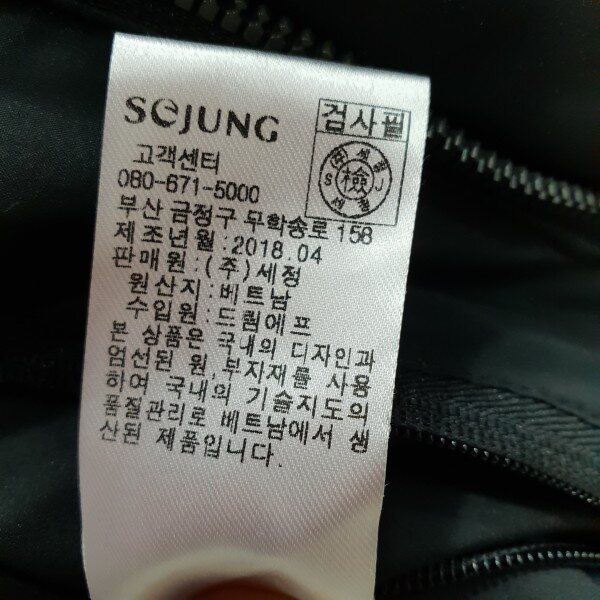 SEJUNG
검사필
고객센터
080-671-5000
檢
S J
부산 금정구 무학송로 158
제조년월:2018.04
판매원:(주)세정
원산지:베트남
수입원:드림에프
본 상품은 국내의 디자인과
엄선된 원,부자재를 사용
하여 국내의 기술지도의
품질관리로 베트남에서 생
산된 제품입니다.